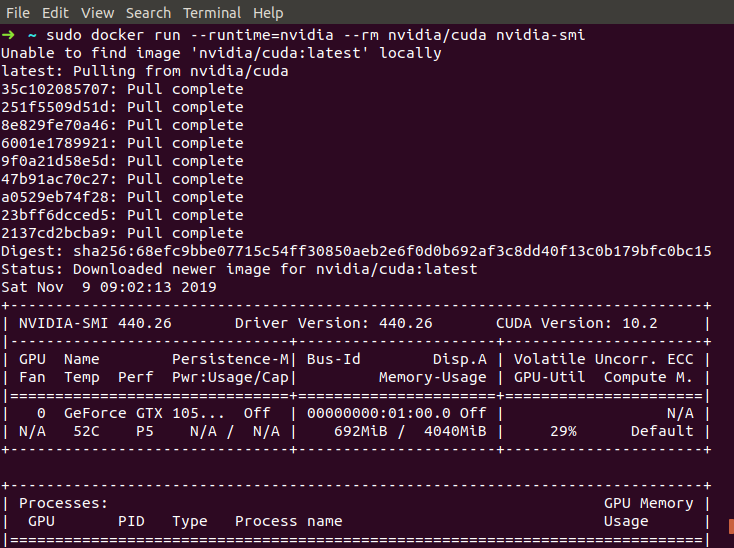 File Edit View Search Terminal Help
➜ ~ sudo docker run --runtime=nvidia --rm nvidia/cuda nvidia-smi
Unable to find image 'nvidia/cuda:latest' locally
latest: Pulling from nvidia/cuda
35c102085707: Pull complete
251f5509d51d: Pull complete
8e829fe70a46: Pull complete
6001e1789921: Pull complete
9f0a21d58e5d: Pull complete
47b91ac70c27: Pull complete
a0529eb74f28: Pull complete
23bff6dcced5: Pull complete
2137cd2bcba9: Pull complete
Digest: sha256:68efc9bbe07715c54ff30850aeb2e6f0d0b692af3c8dd40f13c0b179bfc0bc15
Status: Downloaded newer image for nvidia/cuda:latest
Sat Nov  9 09:02:13 2019
+-----------------------------------------------------------------------------+
| NVIDIA-SMI 440.26       Driver Version: 440.26       CUDA Version: 10.2     |
|-------------------------------+----------------------+----------------------+
| GPU  Name        Persistence-M| Bus-Id        Disp.A | Volatile Uncorr. ECC |
| Fan  Temp  Perf  Pwr:Usage/Cap|         Memory-Usage | GPU-Util  Compute M. |
|===============================+======================+======================|
|   0  GeForce GTX 105...  Off  | 00000000:01:00.0 Off |                  N/A |
| N/A   52C    P5    N/A /  N/A |    692MiB /  4040MiB |     29%      Default |
+-------------------------------+----------------------+----------------------+
+-----------------------------------------------------------------------------+
| Processes:                                                       GPU Memory |
|  GPU       PID   Type   Process name                             Usage      |
|=============================================================================|